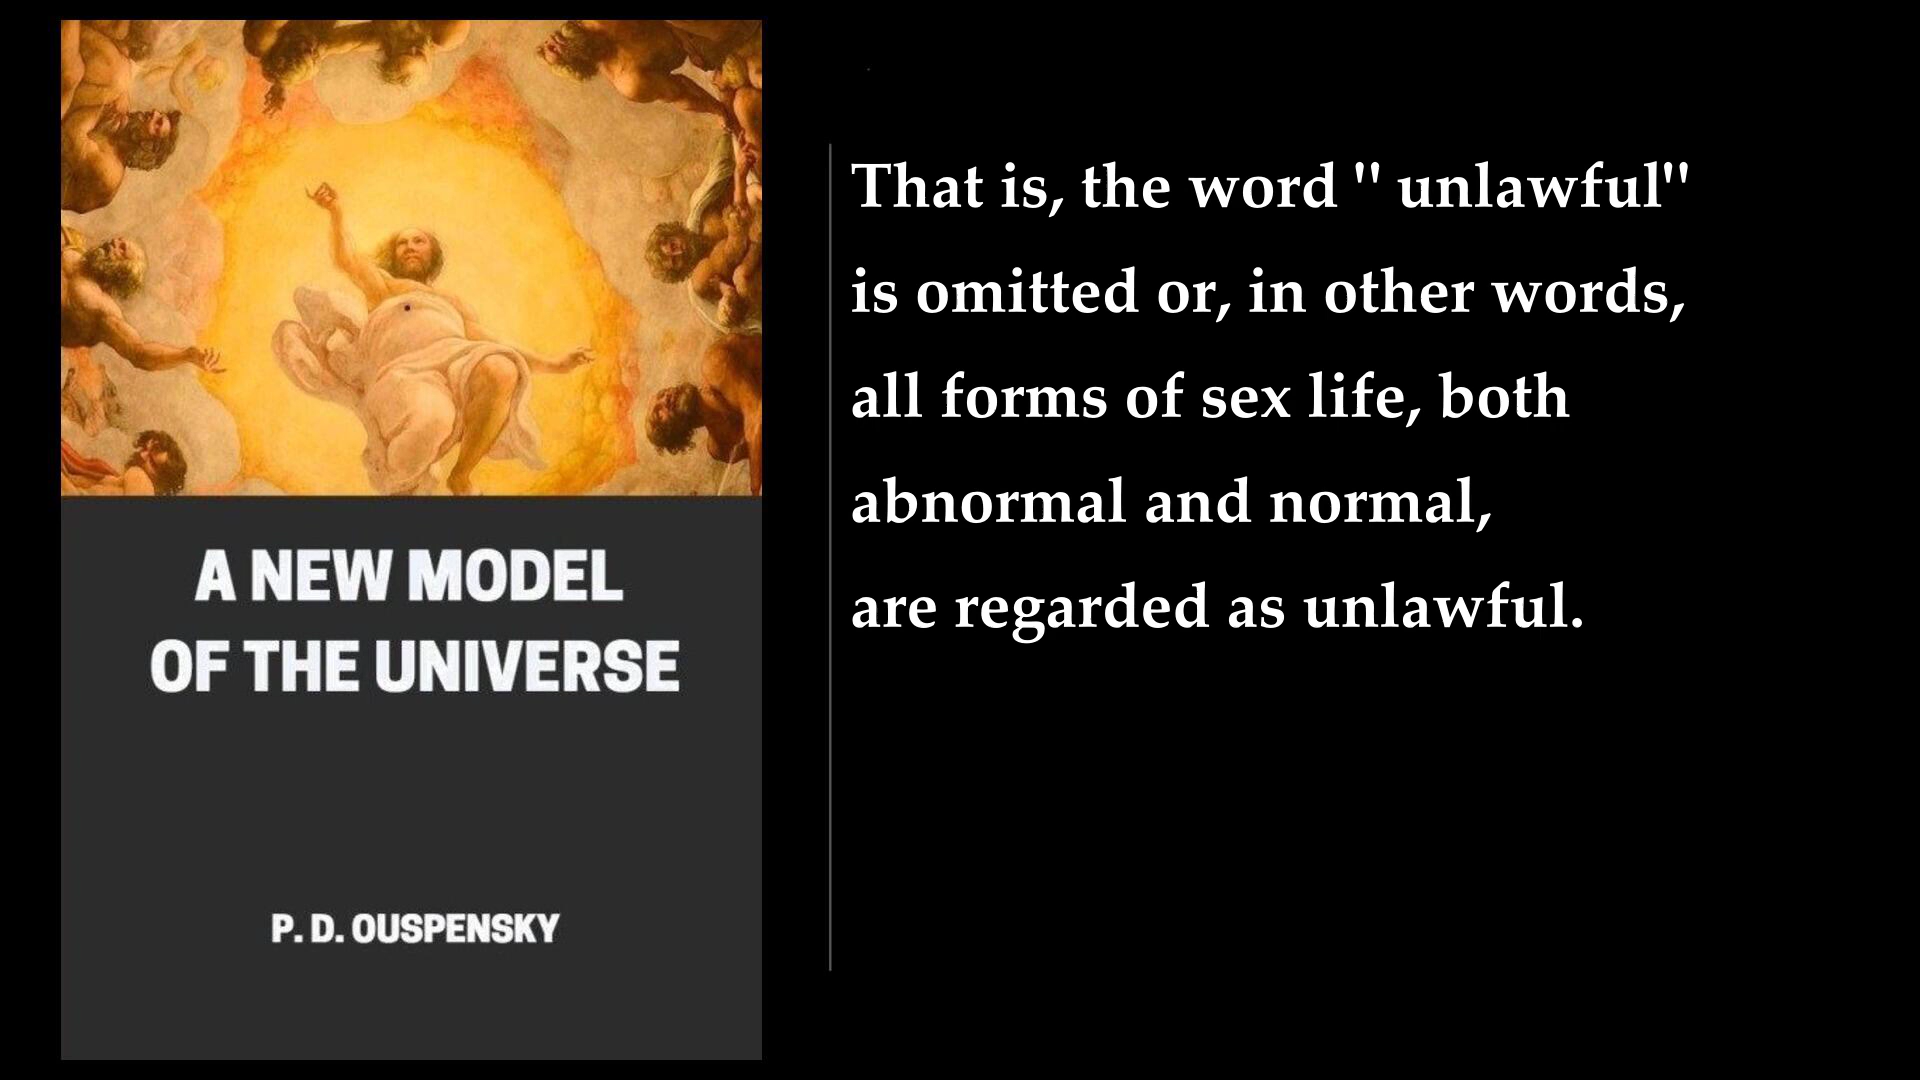 A NEW MODEL
OF THE UNIVERSE
P. D. OUSPENSKY
That is, the word " unlawful"
is omitted or, in other words,
all forms of sex life, both
abnormal and normal,
are regarded as unlawful.